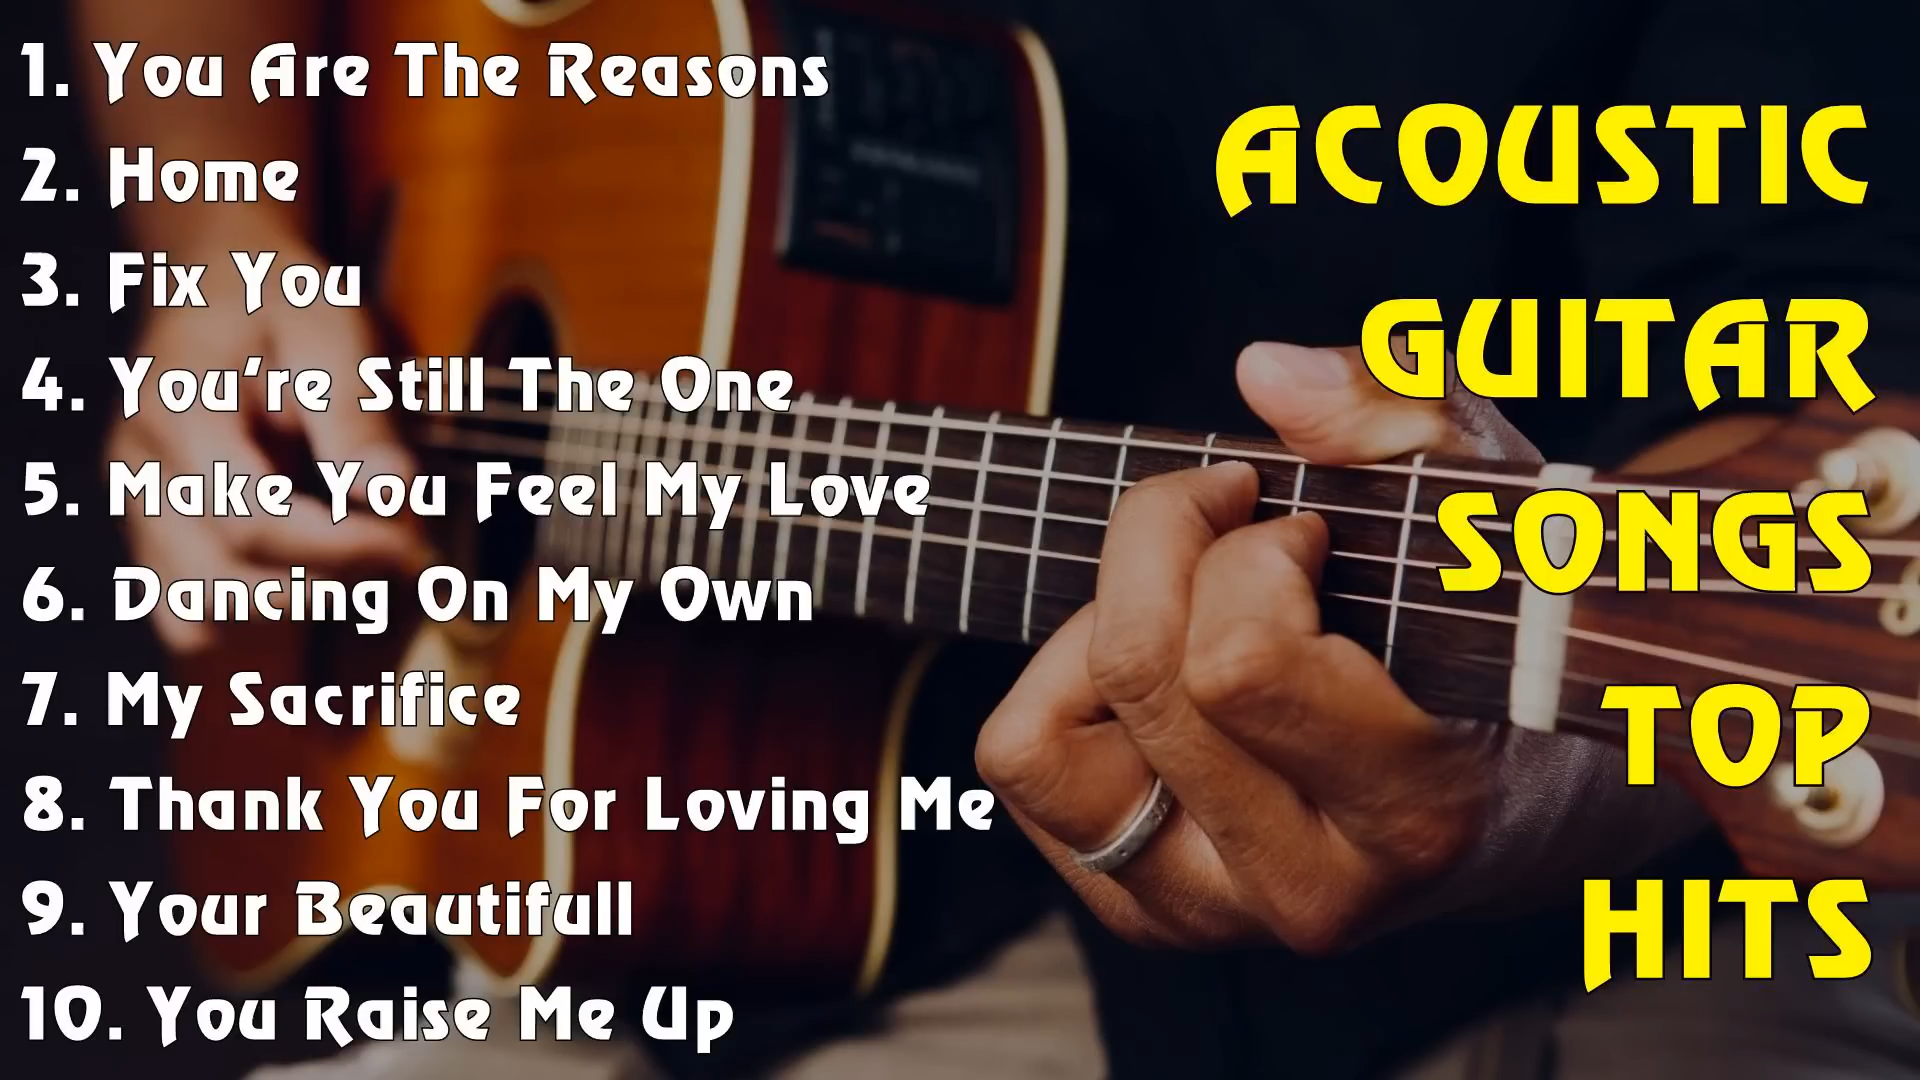 1. You Are The Reasons
2. Home
3. Fix You
4. You're Still The One
5. Make You Feel My Love
6. Dancing On My Own
7. My Sacrifice
8. Thank You For Loving Me
9. Your Beautifull
10. You Raise Me Up
ACOUSTIC
GUITAR
SONGS
TOP
HITS